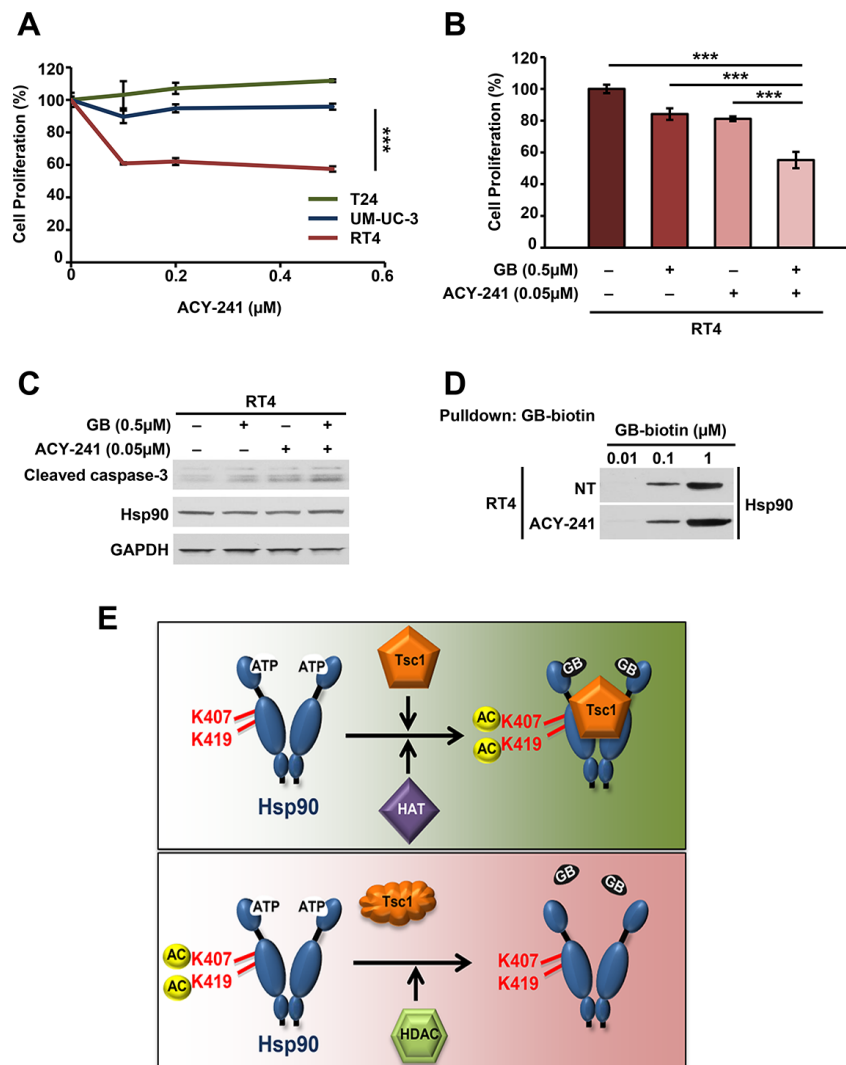 A
Cell Proliferation (%)
120
100
80
60
40
20
0
0
0.2
0.4
0.6
ACY-241 (µM)
***
T24
UM-UC-3
RT4
B
Cell Proliferation (%)
120
100
80
60
40
20
0
***
***
***
GB (0.5µM) – + – +
ACY-241 (0.05µM) – – + +
RT4
C
RT4
GB (0.5µM) – + – +
ACY-241 (0.05µM) – – + +
Cleaved caspase-3
Hsp90
GAPDH
D
Pulldown: GB-biotin
GB-biotin (µM)
0.01 0.1 1
RT4
NT
ACY-241
Hsp90
E
ATP ATP
K407
K419
Hsp90
Tsc1
HAT
GB GB
AC K407
AC K419
Tsc1
ATP ATP
AC K407
AC K419
Hsp90
Tsc1
HDAC
GB GB
K407
K419